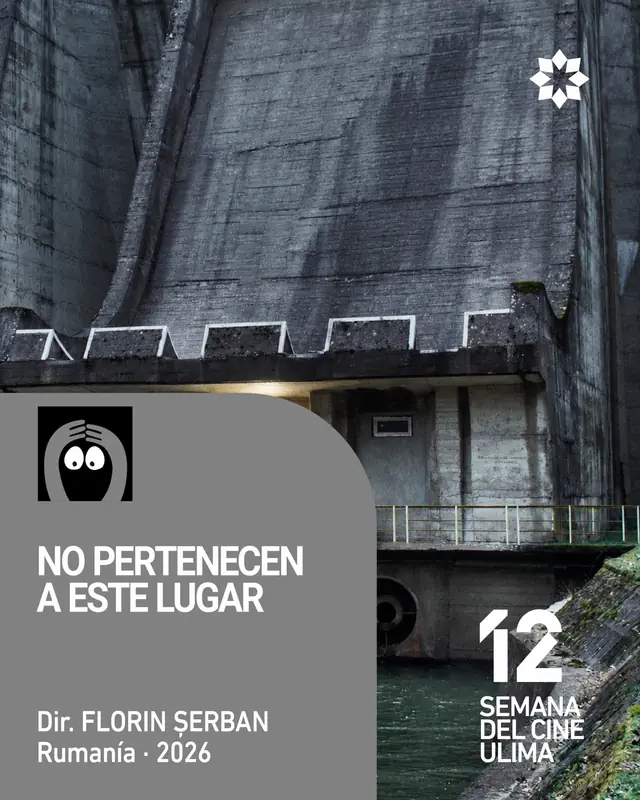 NO PERTENECEN
A ESTE LUGAR
Dir. FLORIN ȘERBAN
Rumanía · 2026
12
SEMANA
DEL CINE
ULIMA